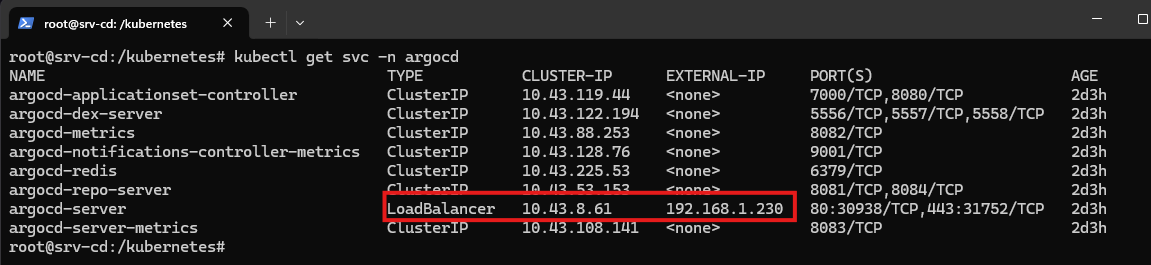 root@srv-cd: /kubernetes
root@srv-cd:/kubernetes# kubectl get svc -n argocd
NAME TYPE CLUSTER-IP EXTERNAL-IP PORT(S) AGE
argocd-applicationset-controller ClusterIP 10.43.119.44 <none> 7000/TCP,8080/TCP 2d3h
argocd-dex-server ClusterIP 10.43.122.194 <none> 5556/TCP,5557/TCP,5558/TCP 2d3h
argocd-metrics ClusterIP 10.43.88.253 <none> 8082/TCP 2d3h
argocd-notifications-controller-metrics ClusterIP 10.43.128.76 <none> 9001/TCP 2d3h
argocd-redis ClusterIP 10.43.225.53 <none> 6379/TCP 2d3h
argocd-repo-server ClusterIP 10.43.53.153 <none> 8081/TCP,8084/TCP 2d3h
argocd-server LoadBalancer 10.43.8.61 192.168.1.230 80:30938/TCP,443:31752/TCP 2d3h
argocd-server-metrics ClusterIP 10.43.108.141 <none> 8083/TCP 2d3h
root@srv-cd:/kubernetes#